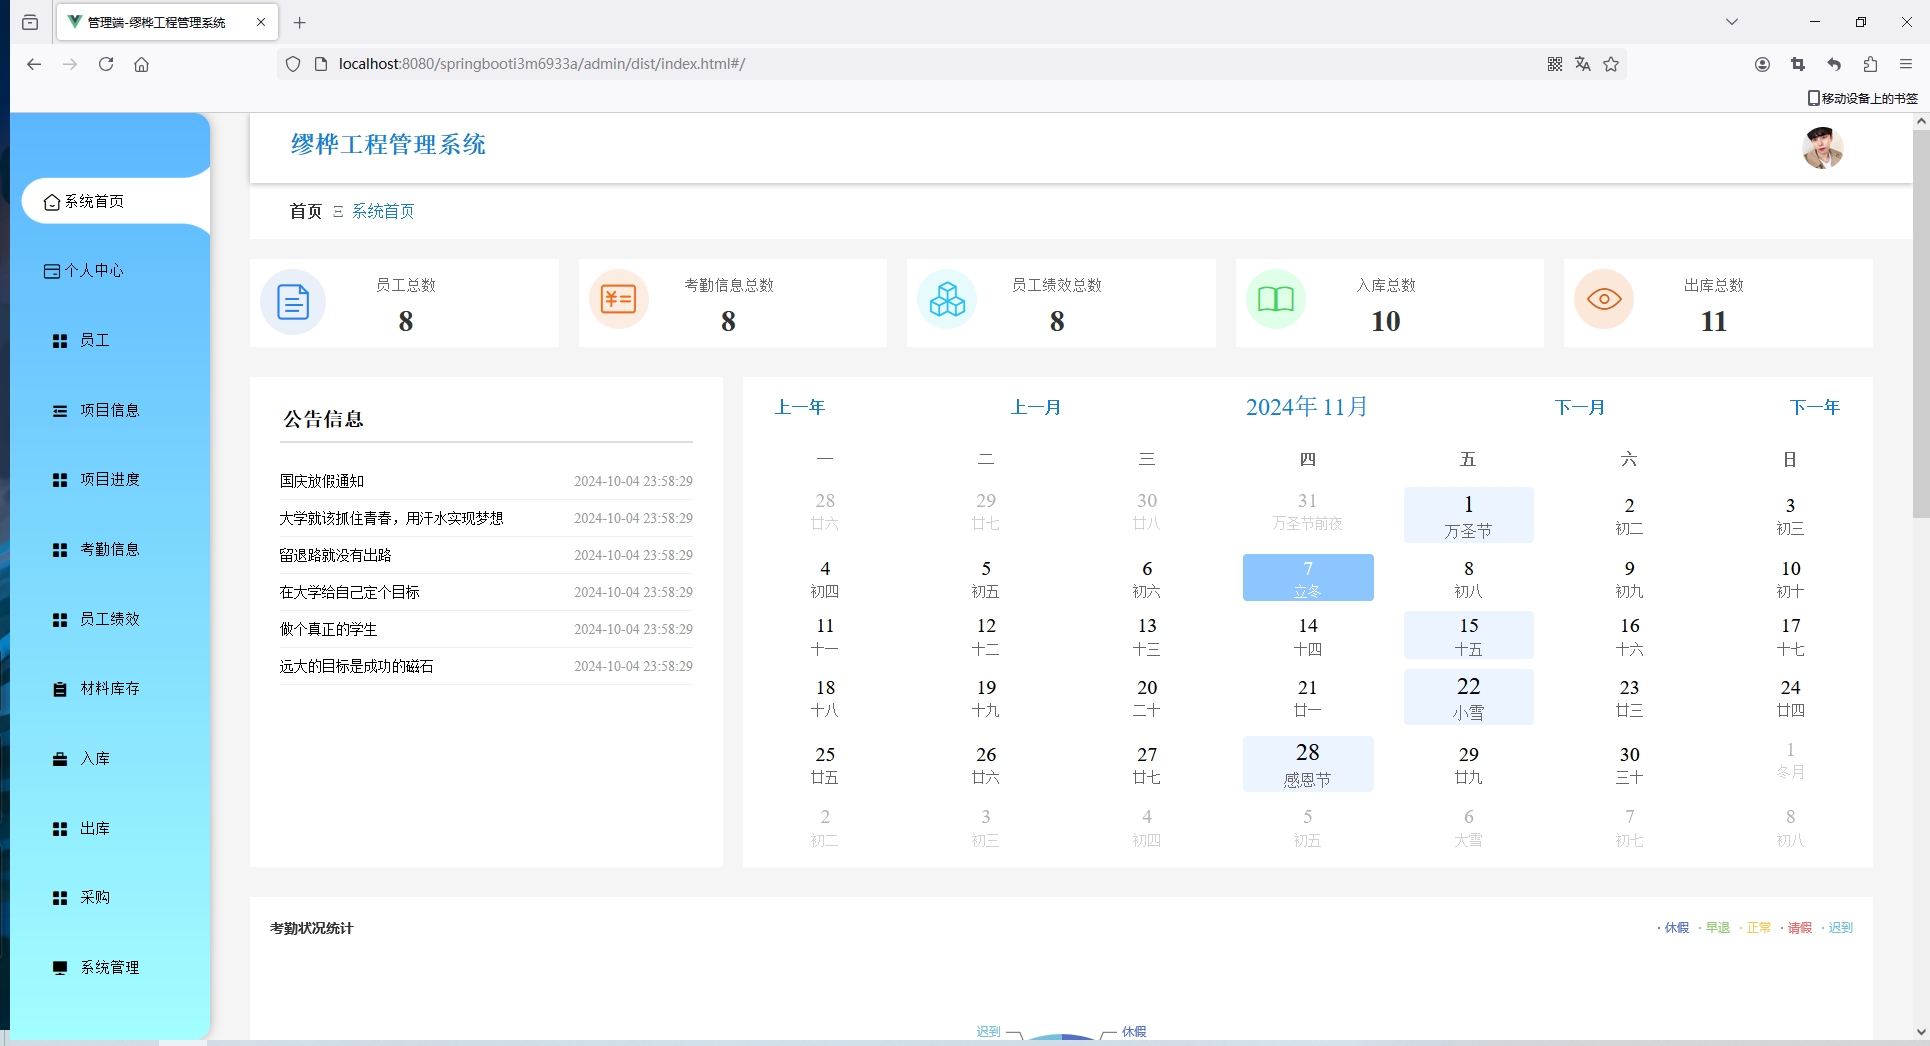 管理端-缪桦工程管理系统
localhost:8080/springbooti3m6933a/admin/dist/index.html#/
移动设备上的书签
缪桦工程管理系统
首页 系统首页
系统首页
个人中心
员工
项目信息
项目进度
考勤信息
员工绩效
材料库存
入库
出库
采购
系统管理
员工总数
8
考勤信息总数
8
员工绩效总数
8
入库总数
10
出库总数
11
公告信息
国庆放假通知 2024-10-04 23:58:29
大学就该抓住青春，用汗水实现梦想 2024-10-04 23:58:29
留退路就没有出路 2024-10-04 23:58:29
在大学给自己定个目标 2024-10-04 23:58:29
做个真正的学生 2024-10-04 23:58:29
远大的目标是成功的磁石 2024-10-04 23:58:29
上一年 上一月 2024年 11月 下一月 下一年
一 二 三 四 五 六 日
28 29 30 31 1 2 3
廿六 廿七 廿八 万圣节前夜 万圣节 初二 初三
4 5 6 7 8 9 10
初四 初五 初六 立冬 初八 初九 初十
11 12 13 14 15 16 17
十一 十二 十三 十四 十五 十六 十七
18 19 20 21 22 23 24
十八 十九 二十 廿一 小雪 廿三 廿四
25 26 27 28 29 30 1
廿五 廿六 廿七 感恩节 廿九 三十 冬月
2 3 4 5 6 7 8
初二 初三 初四 初五 大雪 初七 初八
考勤状况统计
· 休假 · 早退 · 正常 · 请假 · 迟到
迟到 休假